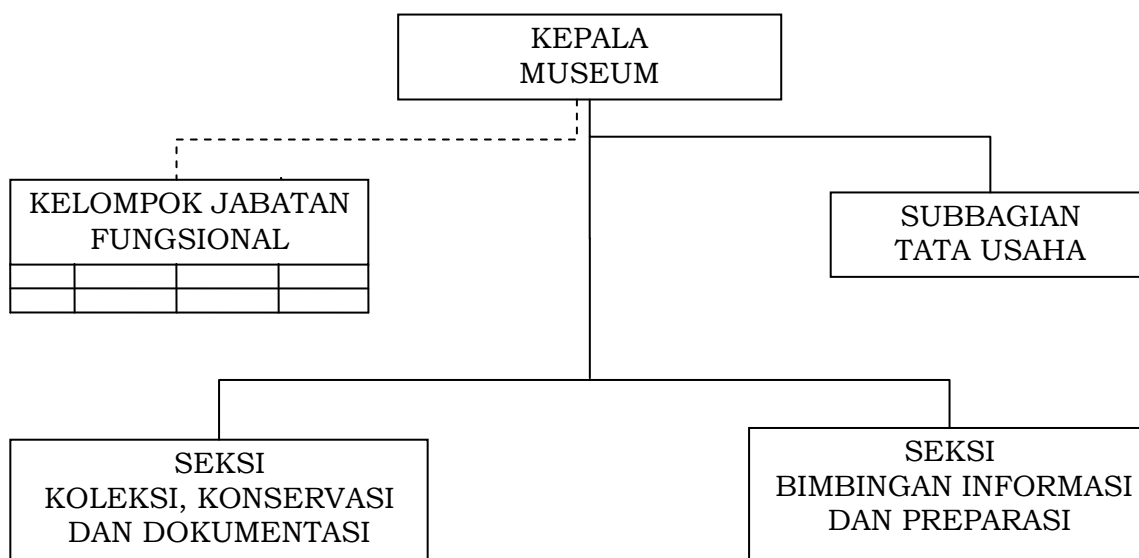 KEPALA
MUSEUM
KELOMPOK JABATAN
FUNGSIONAL
SUBBAGIAN
TATA USAHA
SEKSI
KOLEKSI, KONSERVASI
DAN DOKUMENTASI
SEKSI
BIMBINGAN INFORMASI
DAN PREPARASI